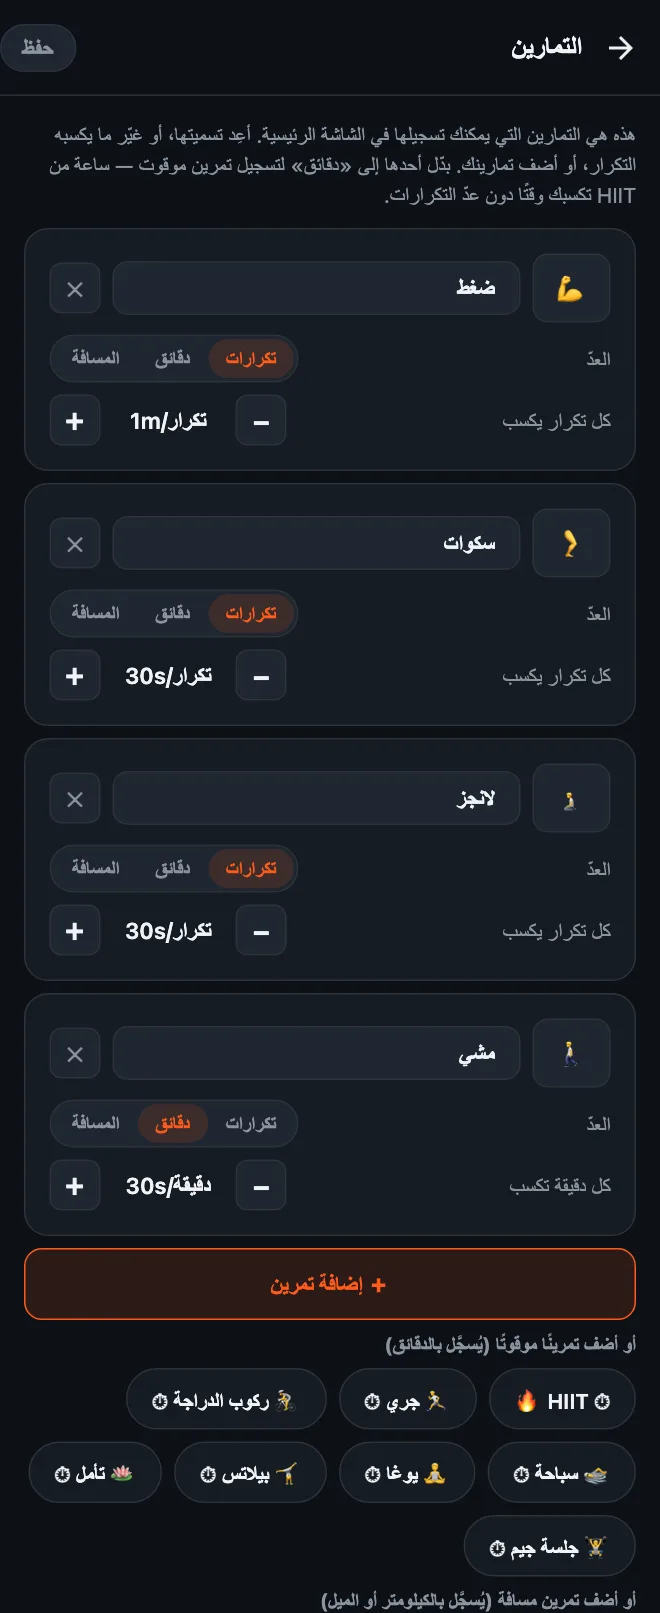 التمارين
حفظ
هذه هي التمارين التي يمكنك تسجيلها في الشاشة الرئيسية. أعِد تسميتها، أو غيّر ما يكسبه
التكرار، أو أضف تمارينك. بدّل أحدها إلى «دقائق» لتسجيل تمرين موقوت — ساعة من
HIIT تكسبك وقتًا دون عدّ التكرارات.
ضغط
العدّ
تكرارات دقائق المسافة
كل تكرار يكسب
1m/تكرار
سكوات
العدّ
تكرارات دقائق المسافة
كل تكرار يكسب
30s/تكرار
لانجز
العدّ
تكرارات دقائق المسافة
كل تكرار يكسب
30s/تكرار
مشي
العدّ
تكرارات دقائق المسافة
كل دقيقة تكسب
30s/دقيقة
+ إضافة تمرين
أو أضف تمرينًا موقوتًا (يُسجَّل بالدقائق)
⏱ HIIT 🔥
🏃 جري ⏱
🚴 ركوب الدراجة ⏱
🏊 سباحة ⏱
🧘 يوغا ⏱
🤸 بيلاتس ⏱
🪷 تأمل ⏱
🏋️ جلسة جيم ⏱
أو أضف تمرين مسافة (يُسجَّل بالكيلومتر أو الميل)